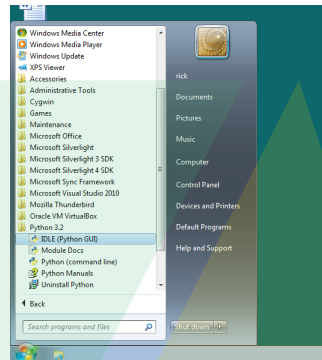 Windows Media Center
Windows Media Player
Windows Update
XPS Viewer
Accessories
Administrative Tools
Cygwin
Games
Maintenance
Microsoft Office
Microsoft Silverlight
Microsoft Silverlight 3 SDK
Microsoft Silverlight 4 SDK
Microsoft Sync Framework
Microsoft Visual Studio 2010
Mozilla Thunderbird
Oracle VM VirtualBox
Python 3.2
IDLE (Python GUI)
Module Docs
Python (command line)
Python Manuals
Uninstall Python
Back
Search programs and files
rick
Documents
Pictures
Music
Computer
Control Panel
Devices and Printers
Default Programs
Help and Support
Shut down